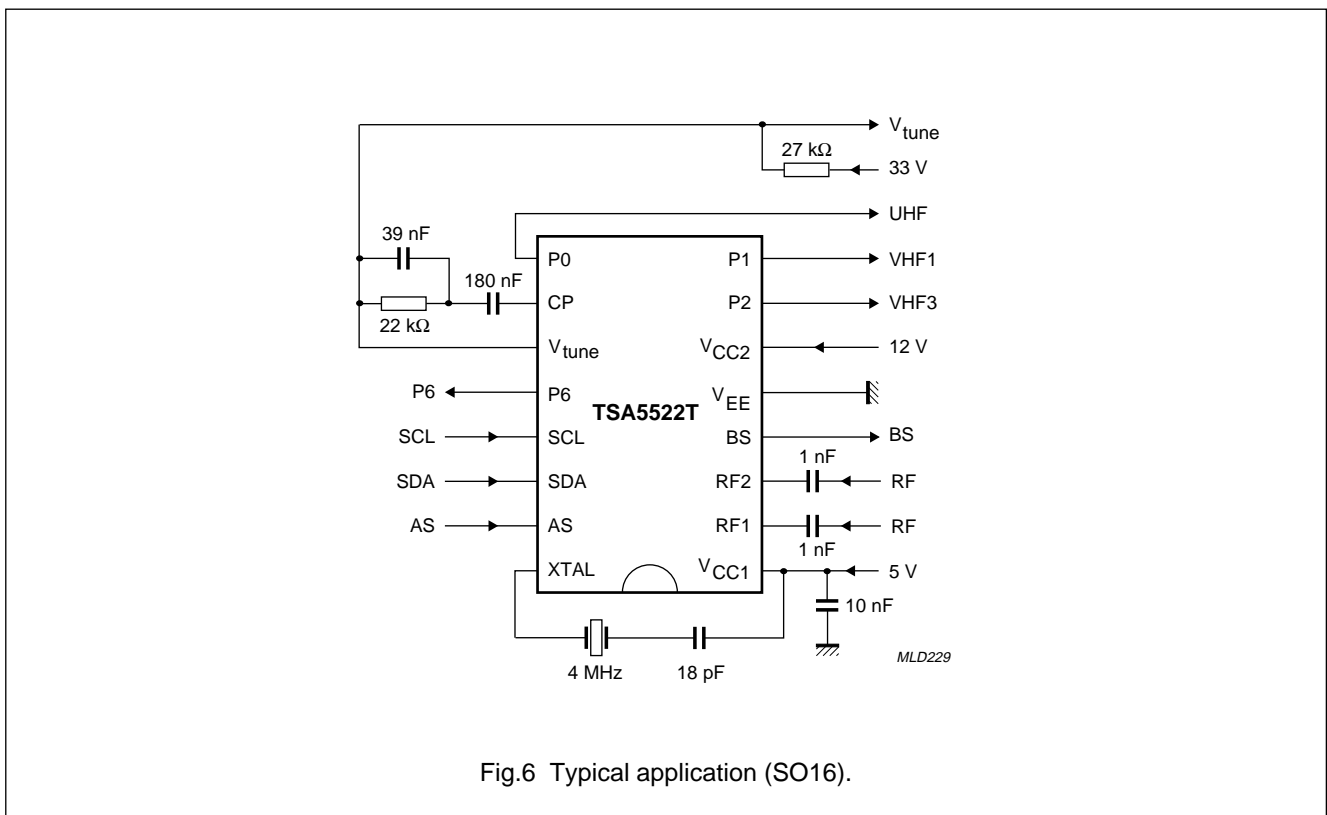 V tune
27 kΩ
33 V
UHF
39 nF
P0
P1
VHF1
180 nF
CP
P2
VHF3
22 kΩ
V tune
V CC2
12 V
P6
P6
V EE
TSA5522T
SCL
SCL
BS
BS
1 nF
SDA
SDA
RF2
RF
AS
AS
RF1
RF
1 nF
XTAL
V CC1
5 V
10 nF
4 MHz
18 pF
MLD229
Fig.6 Typical application (SO16).